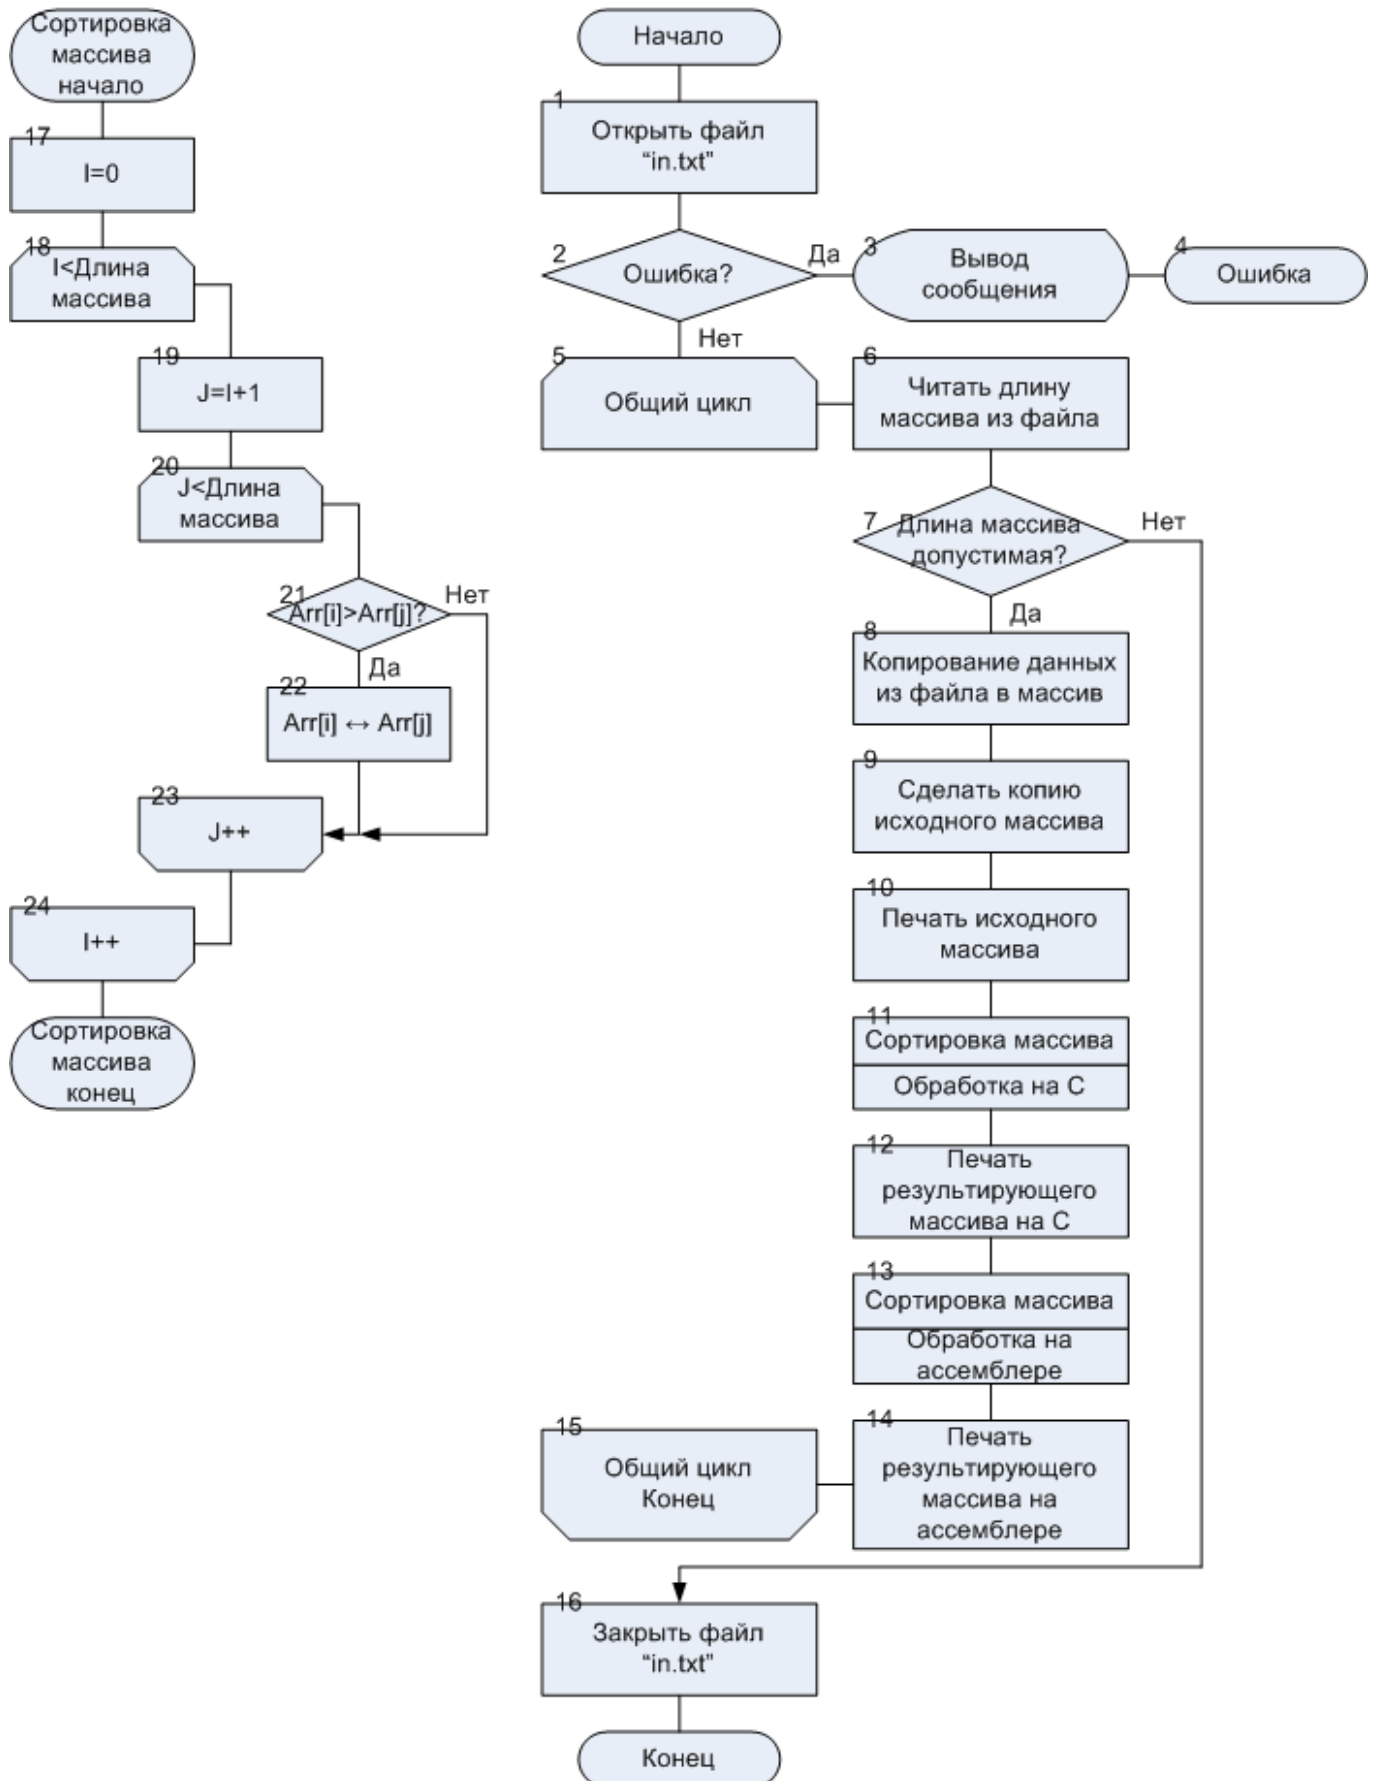 Сортировка
массива
начало
17
I=0
18
I<Длина
массива
19
J=I+1
20
J<Длина
массива
21
Arr[i]>Arr[j]?
Нет
Да
22
Arr[i] ↔ Arr[j]
23
J++
24
I++
Сортировка
массива
конец
Начало
1
Открыть файл
“in.txt”
2
Ошибка?
Да
3
Вывод
сообщения
4
Ошибка
Нет
5
Общий цикл
6
Читать длину
массива из файла
7
Длина массива
допустимая?
Нет
Да
8
Копирование данных
из файла в массив
9
Сделать копию
исходного массива
10
Печать исходного
массива
11
Сортировка массива
Обработка на С
12
Печать
результирующего
массива на С
13
Сортировка массива
Обработка на
ассемблере
14
Печать
результирующего
массива на
ассемблере
15
Общий цикл
Конец
16
Закрыть файл
“in.txt”
Конец